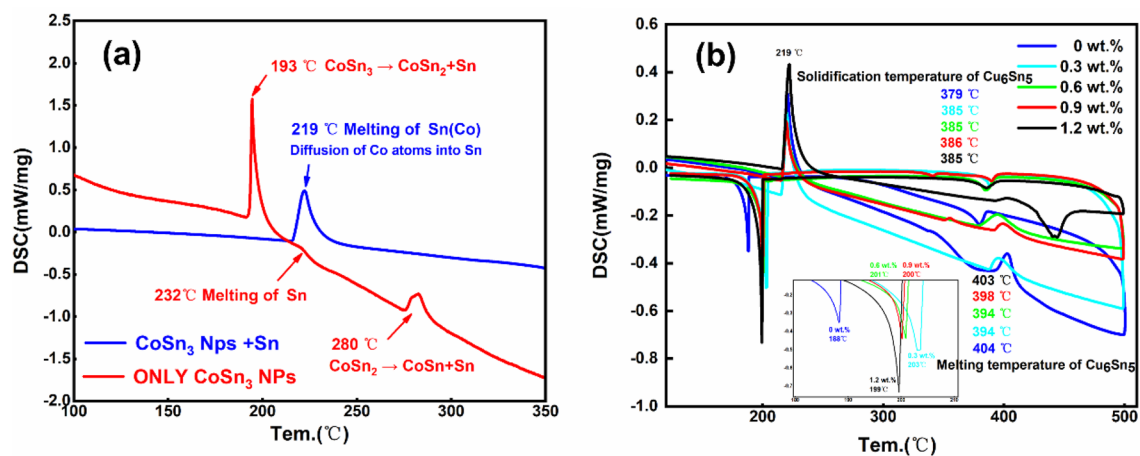 (a)
193 ℃ CoSn3 → CoSn2+Sn
219 ℃ Melting of Sn(Co)
Diffusion of Co atoms into Sn
232℃ Melting of Sn
280 ℃
CoSn2 → CoSn+Sn
CoSn3 Nps +Sn
ONLY CoSn3 NPs
DSC(mW/mg)
2.5
2.0
1.5
1.0
0.5
0.0
-0.5
-1.0
-1.5
-2.0
100
150
200
250
300
350
Tem.(℃)
(b)
219 ℃
Solidification temperature of Cu6Sn5
379 ℃
385 ℃
385 ℃
386 ℃
385 ℃
0 wt.%
0.3 wt.%
0.6 wt.%
0.9 wt.%
1.2 wt.%
403 ℃
398 ℃
394 ℃
394 ℃
404 ℃
Melting temperature of Cu6Sn5
0.6 wt.%
201℃
0.9 wt.%
200℃
0 wt.%
188℃
0.3 wt.%
203℃
1.2 wt.%
199℃
DSC(mW/mg)
0.6
0.4
0.2
0.0
-0.2
-0.4
-0.6
-0.8
-1.0
200
300
400
500
Tem.(℃)